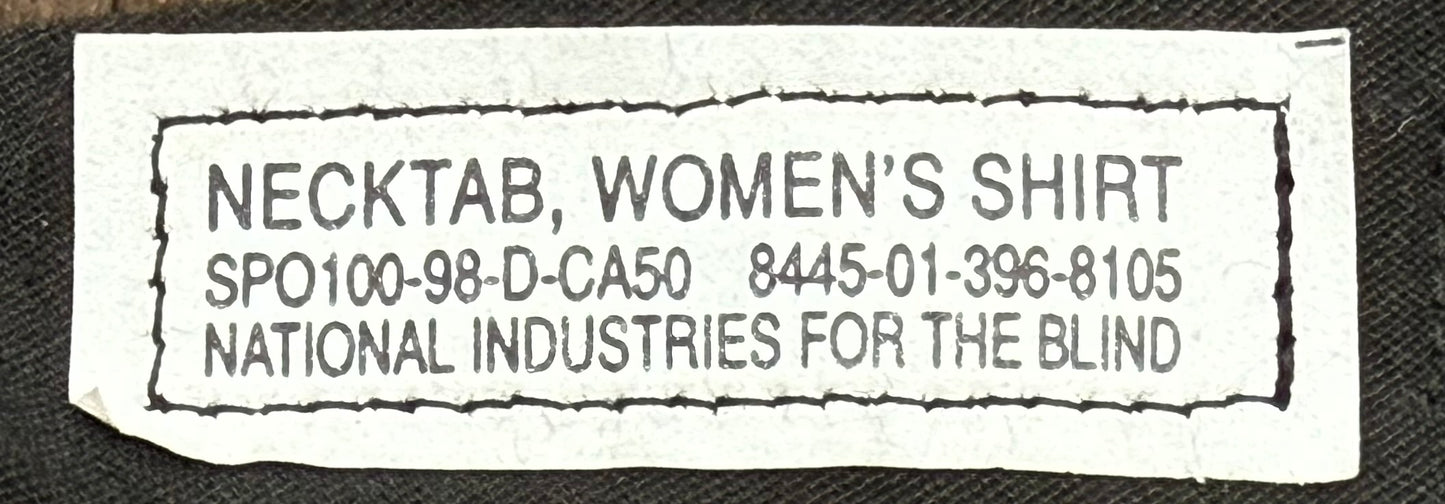 NECKTAB, WOMEN'S SHIRT
SPO100-98-D-CA50 8445-01-396-8105
NATIONAL INDUSTRIES FOR THE BLIND